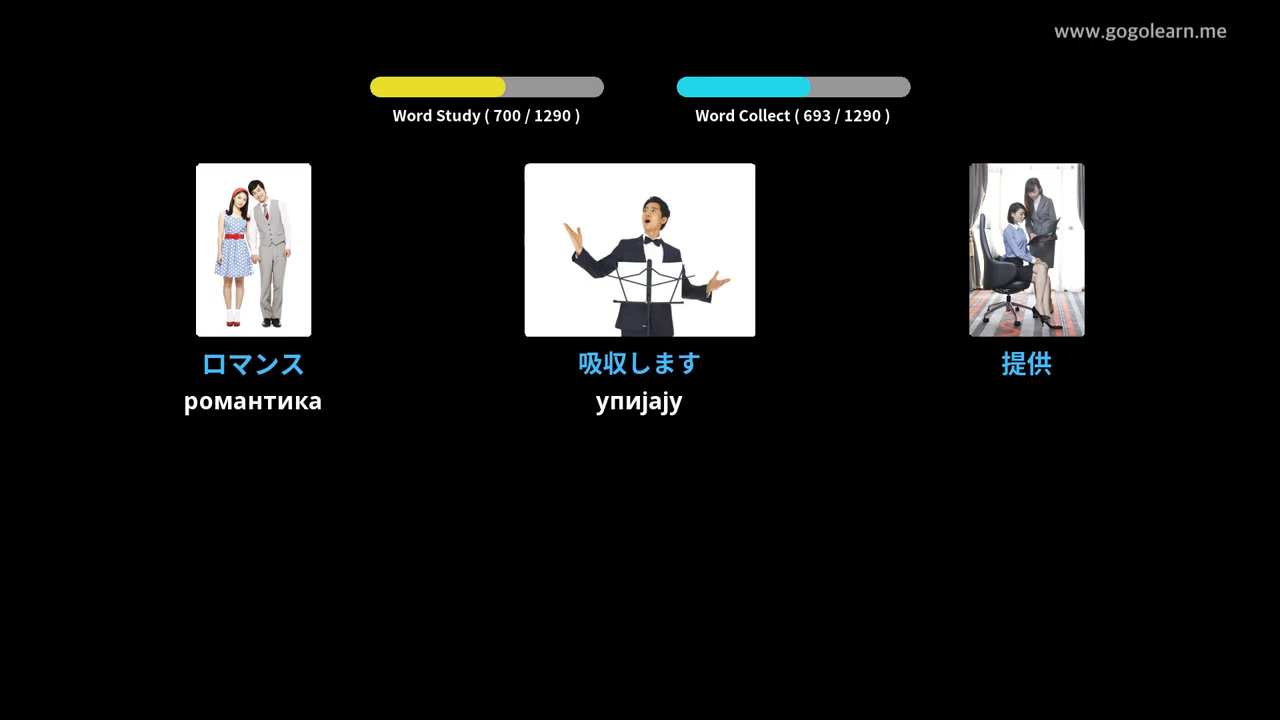 www.gogolearn.me
Word Study ( 700 / 1290 )
Word Collect ( 693 / 1290 )
ロマンス
романтика
吸収します
упијају
提供